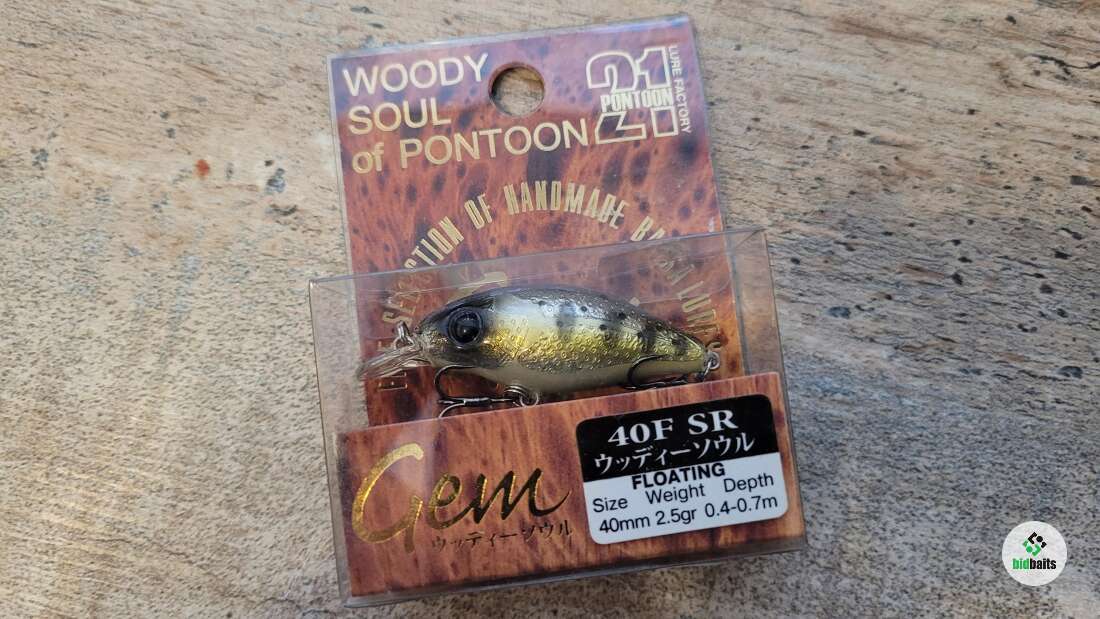 WOODY
SOUL
of PONTOON
21
PONTOON
LURE FACTORY
SELECTION OF HANDMADE
Gem
ウッディーソウル
40F SR
ウッディーソウル
FLOATING
Size Weight Depth
40mm 2.5gr 0.4-0.7m
bidbaits